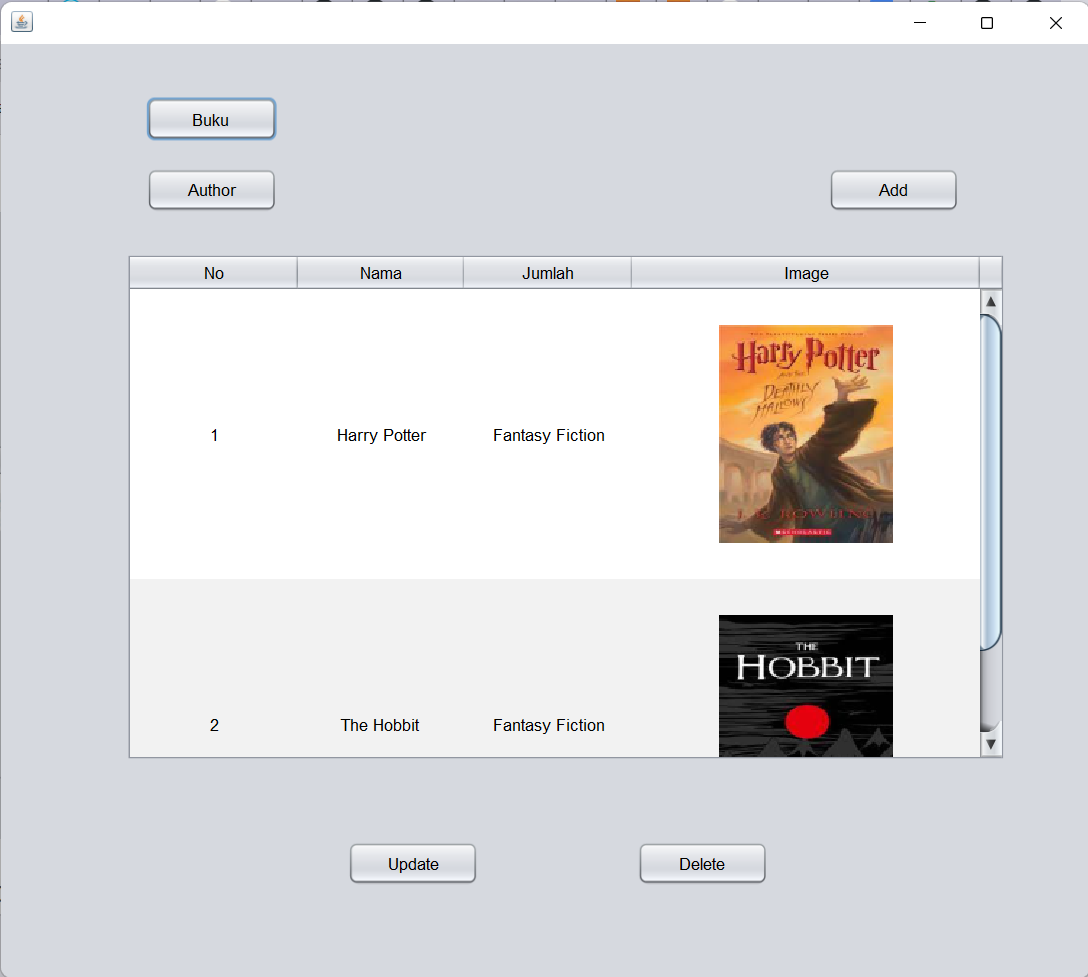 Buku
Author
Add
No Nama Jumlah Image
Harry Potter
and the
DEATHLY
HALLOWS
J. K. ROWLING
SCHOLASTIC
1 Harry Potter Fantasy Fiction
THE
HOBBIT
2 The Hobbit Fantasy Fiction
Update Delete